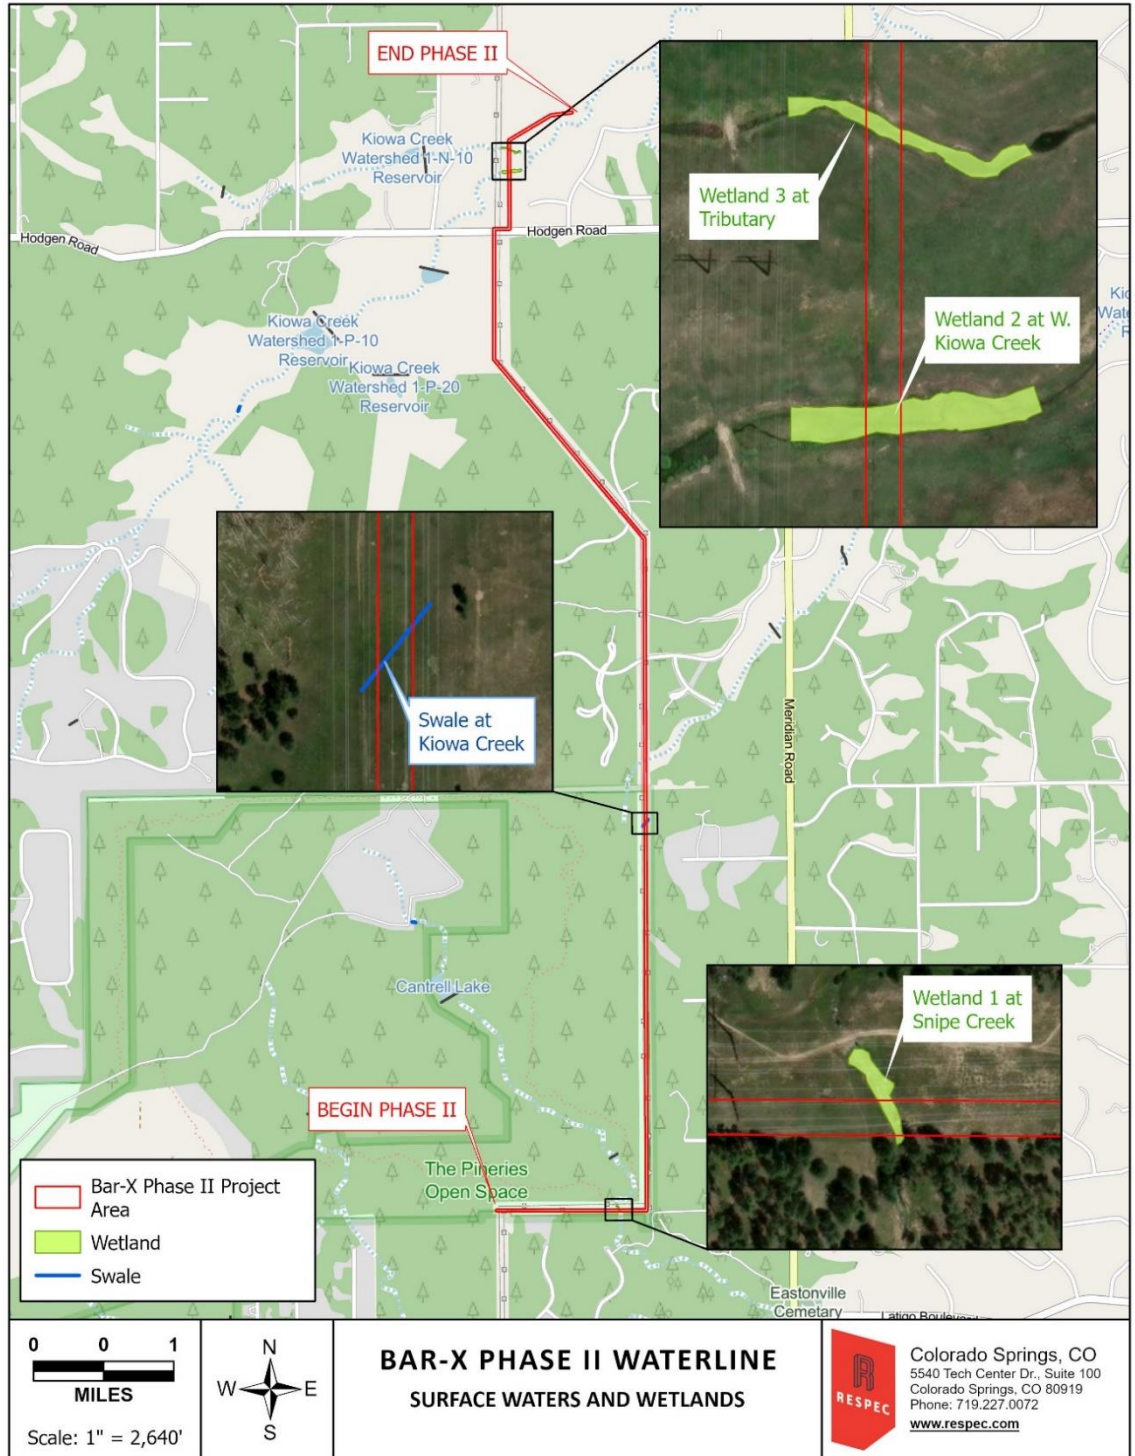 END PHASE II
Kiowa Creek
Watershed 1-N-10
Reservoir
Wetland 3 at
Tributary
Hodgen Road
Hodgen Road
Wetland 2 at W.
Kiowa Creek
Kiowa Creek
Watershed 1-P-10
Reservoir
Kiowa Creek
Watershed 1-P-20
Reservoir
Swale at
Kiowa Creek
Meridian Road
Cantrell Lake
Wetland 1 at
Snipe Creek
BEGIN PHASE II
The Pineries
Open Space
Bar-X Phase II Project
Area
Wetland
Swale
Eastonville
Cemetary
0 0 1
MILES
Scale: 1" = 2,640'
N
W E
S
BAR-X PHASE II WATERLINE
SURFACE WATERS AND WETLANDS
RESPEC
Colorado Springs, CO
5540 Tech Center Dr., Suite 100
Colorado Springs, CO 80919
Phone: 719.227.0072
www.respec.com